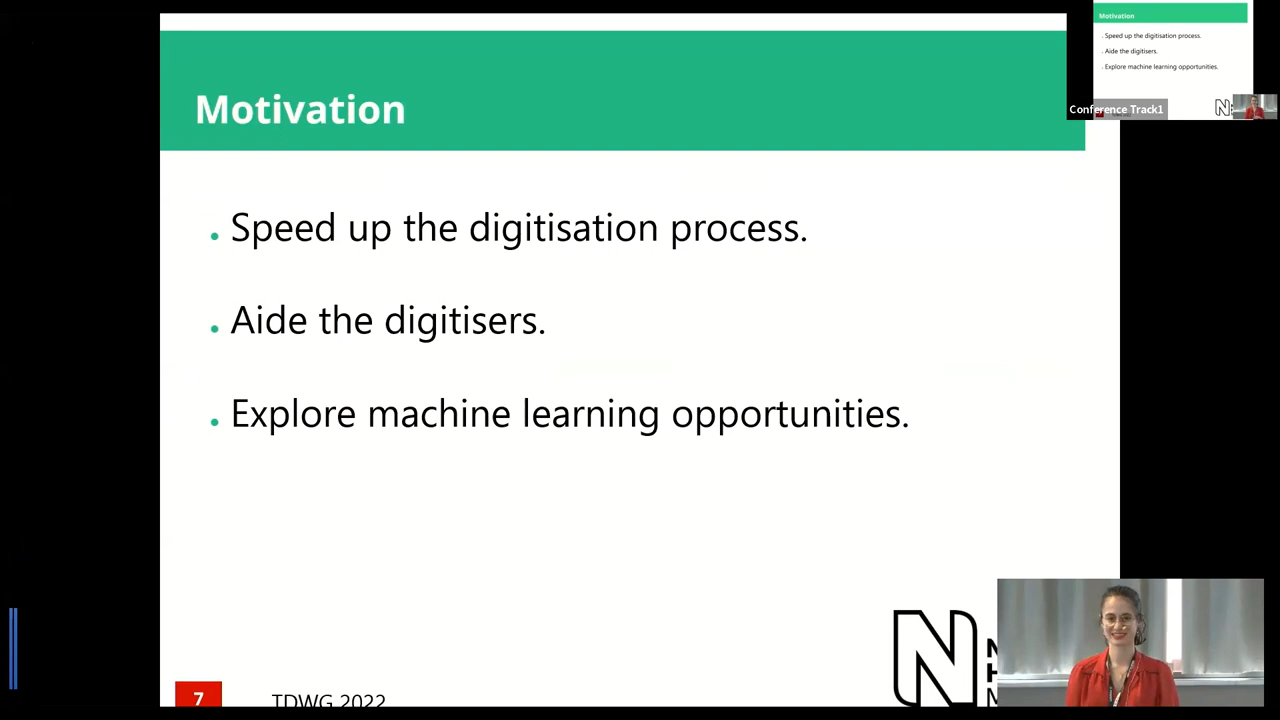 Motivation
Speed up the digitisation process.
Aide the digitisers.
Explore machine learning opportunities.
7
TDWG 2022
N
Motivation
Speed up the digitisation process.
Aide the digitisers.
Explore machine learning opportunities.
Conference Track1